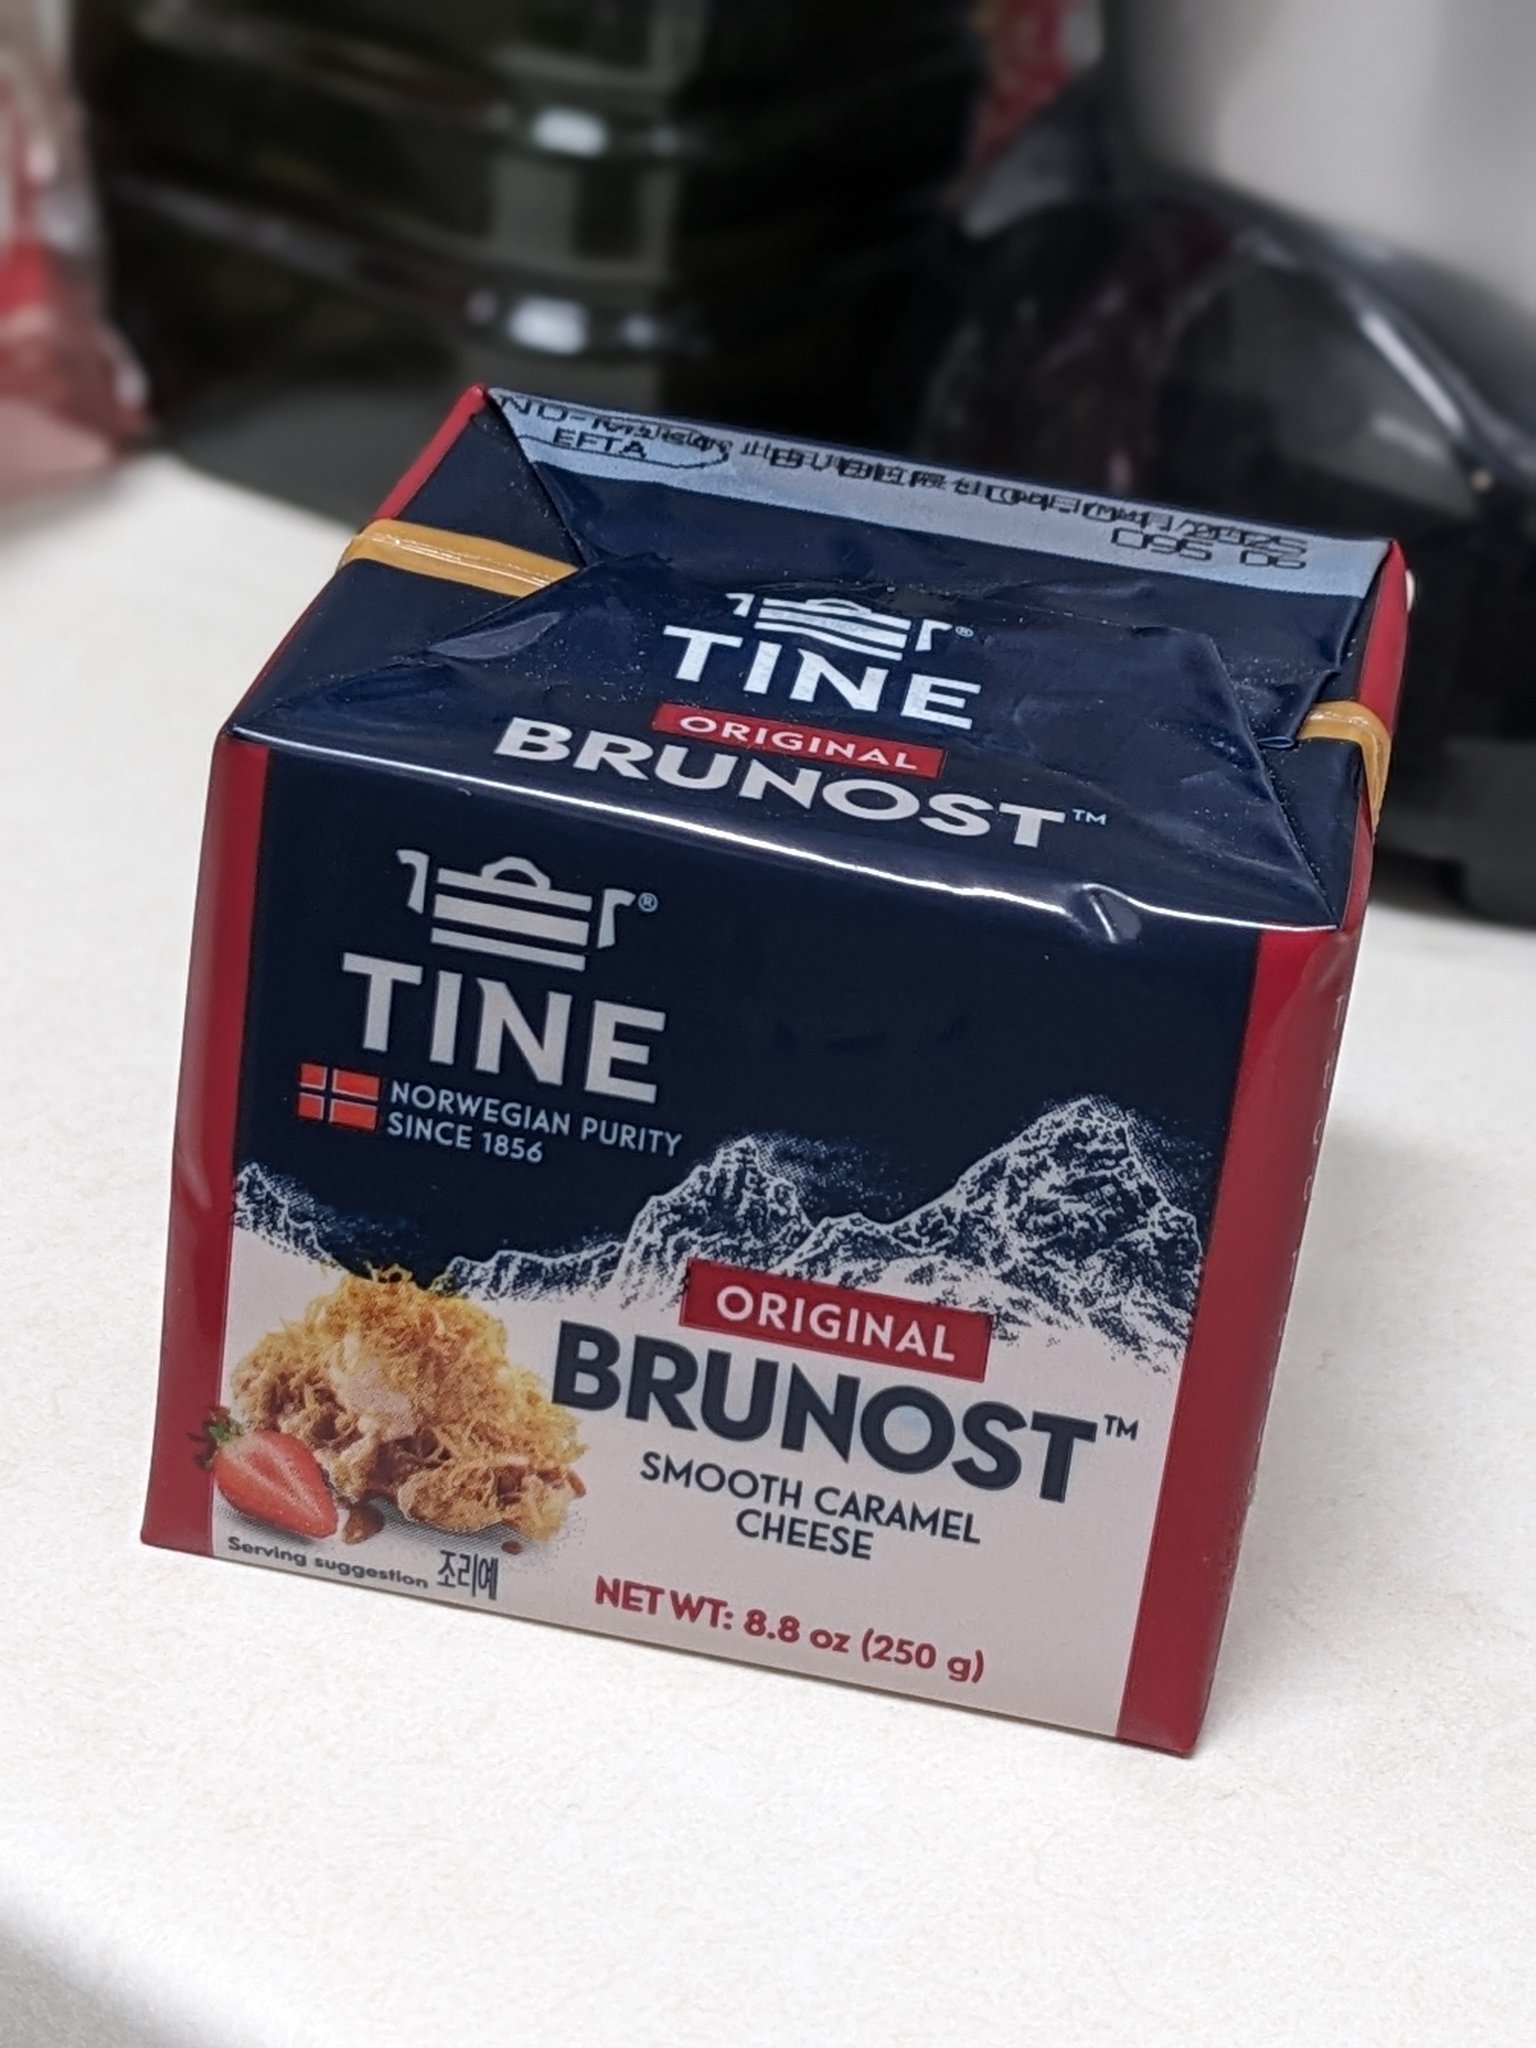 EFTA
TINE®
ORIGINAL
BRUNOST™
TINE®
NORWEGIAN PURITY
SINCE 1856
ORIGINAL
BRUNOST™
SMOOTH CARAMEL
CHEESE
Serving suggestion 조리예
NET WT: 8.8 oz (250 g)